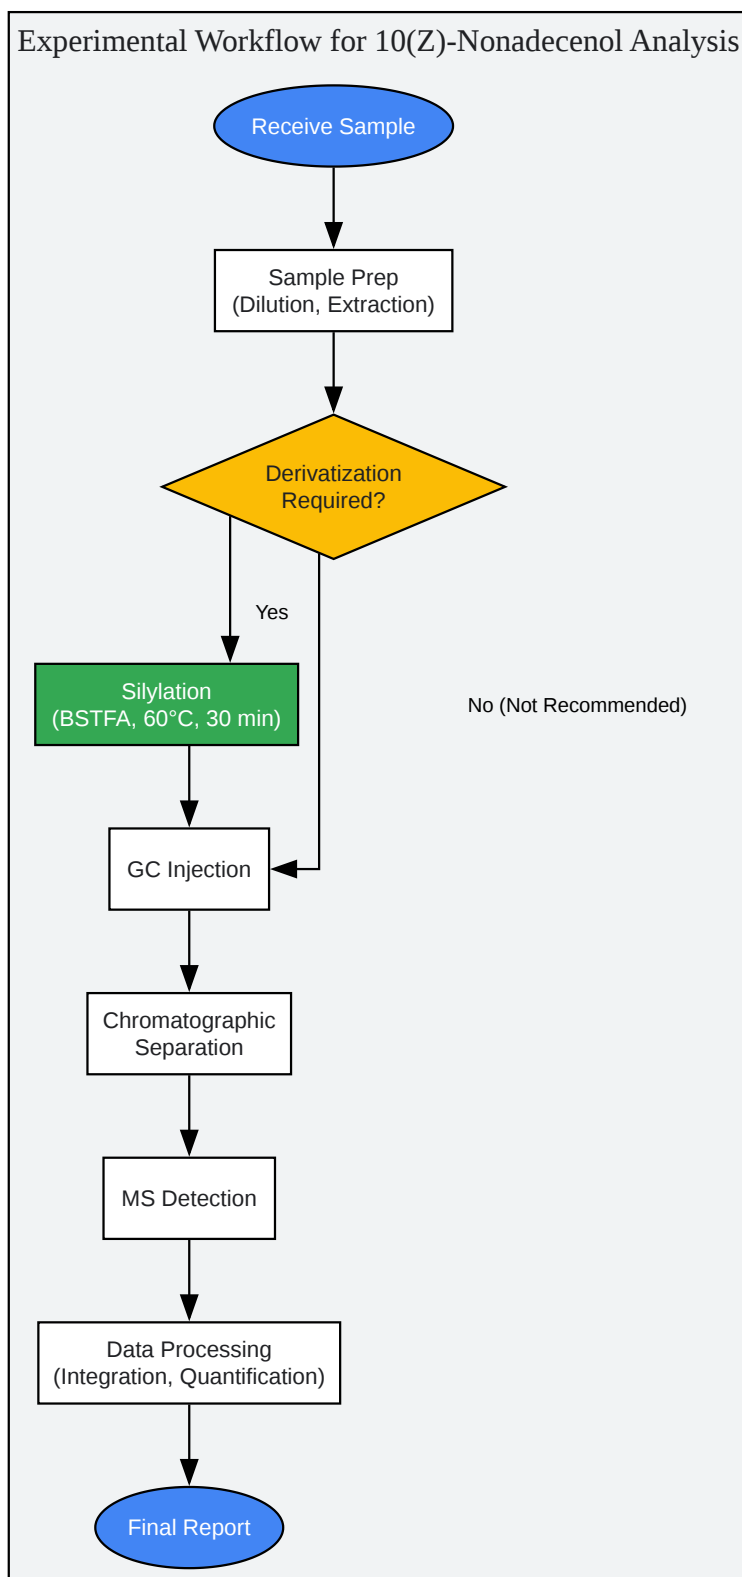 Experimental Workflow for 10(Z)-Nonadecenol Analysis
Receive Sample
Sample Prep
(Dilution, Extraction)
Derivatization
Required?
Yes
Silylation
(BSTFA, 60°C, 30 min)
No (Not Recommended)
GC Injection
Chromatographic
Separation
MS Detection
Data Processing
(Integration, Quantification)
Final Report